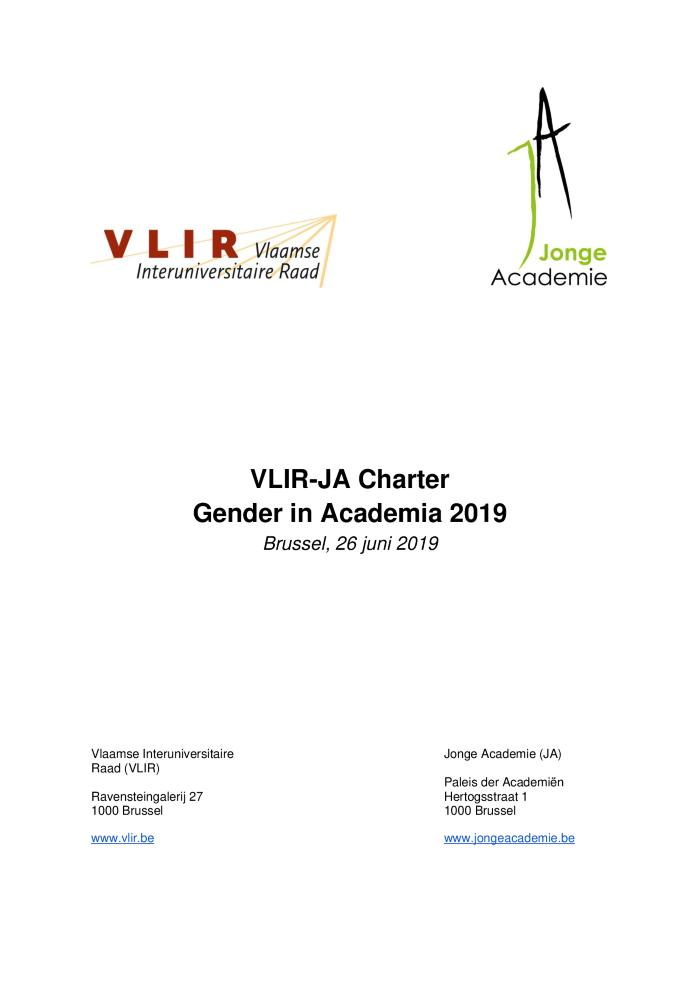 JA
Jonge
Academie
VLIR Vlaamse
Interuniversitaire Raad
VLIR-JA Charter
Gender in Academia 2019
Brussel, 26 juni 2019
Vlaamse Interuniversitaire
Raad (VLIR)
Ravensteingalerij 27
1000 Brussel
www.vlir.be
Jonge Academie (JA)
Paleis der Academiën
Hertogsstraat 1
1000 Brussel
www.jongeacademie.be